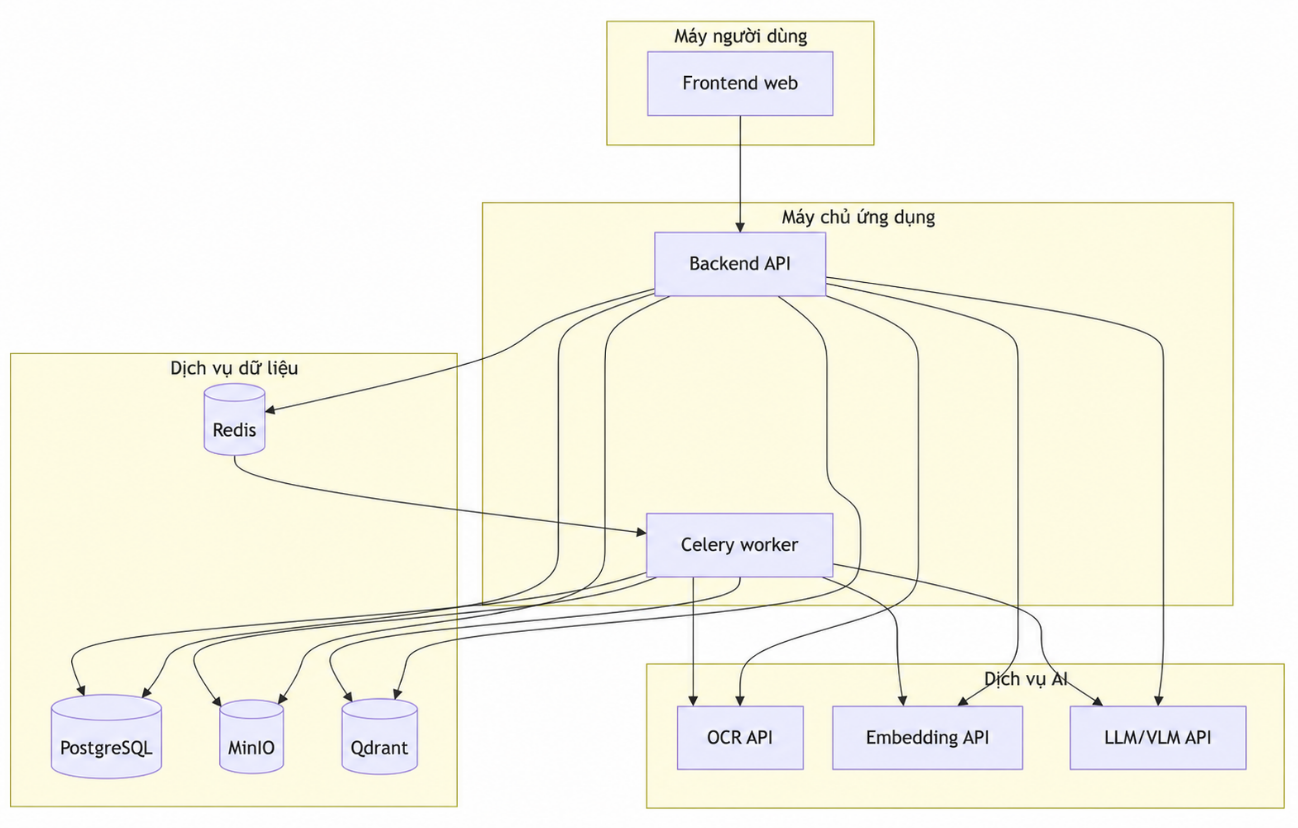 Máy người dùng
Frontend web
Máy chủ ứng dụng
Backend API
Dịch vụ dữ liệu
Redis
Celery worker
Dịch vụ AI
PostgreSQL
MinIO
Qdrant
OCR API
Embedding API
LLM/VLM API